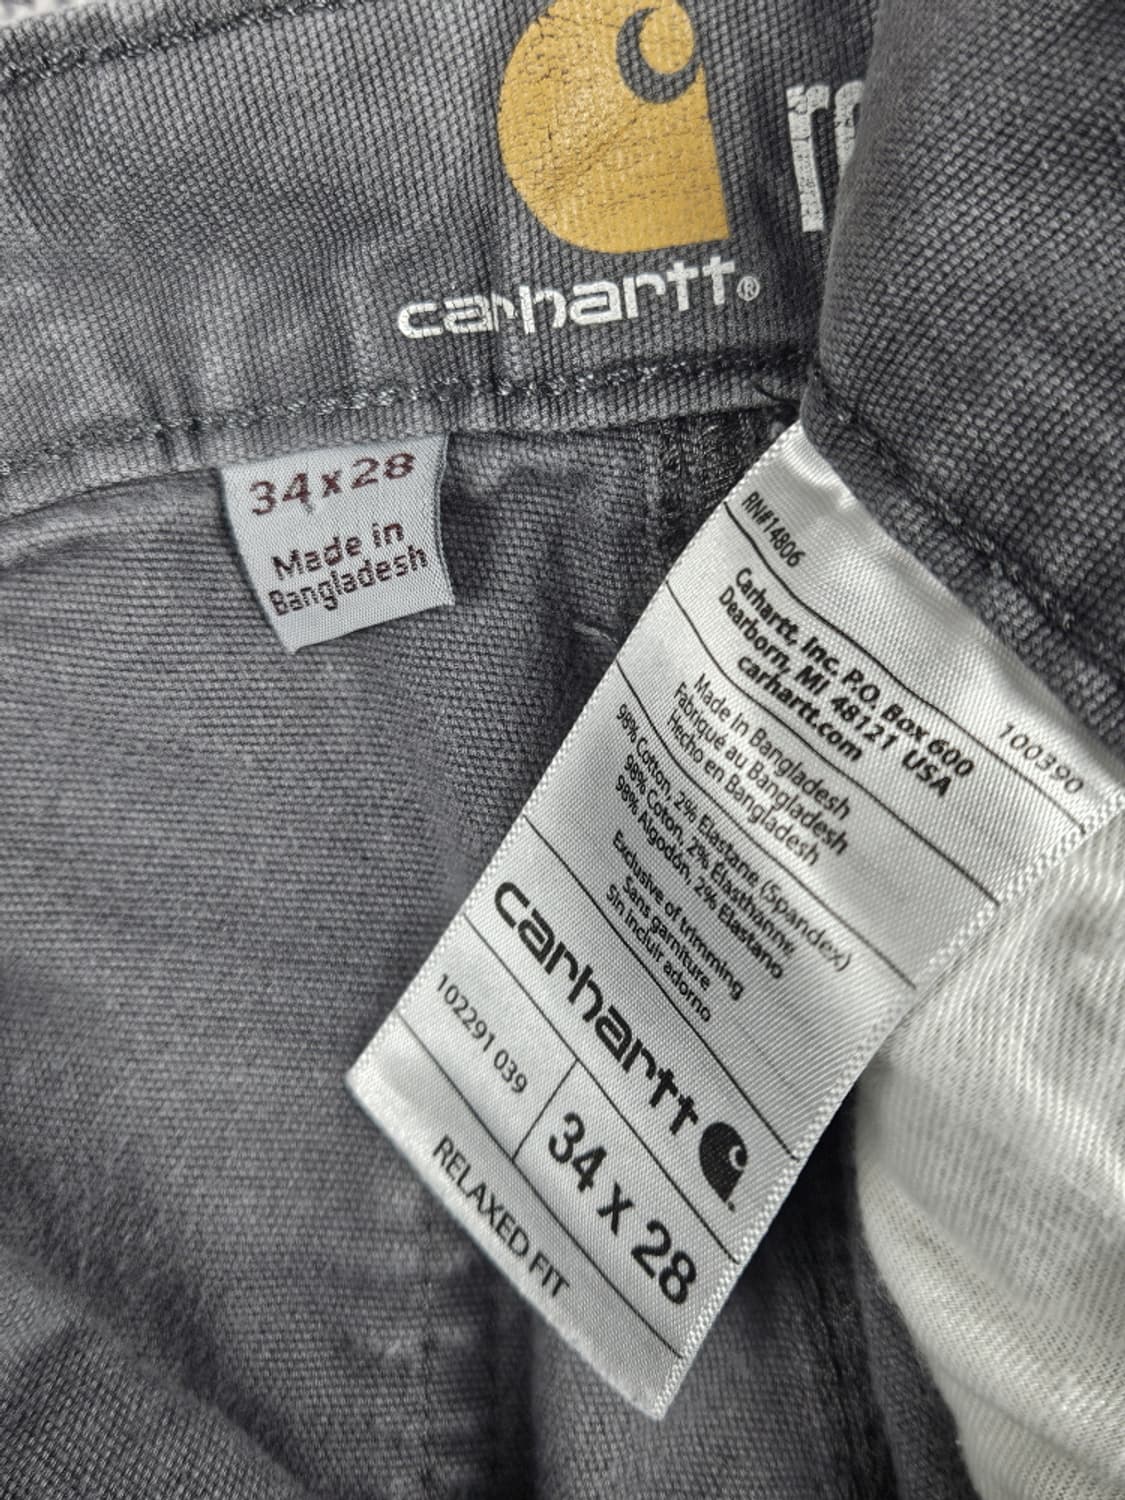 carhartt®
34x28
Made in
Bangladesh
RN#14806
100390
Carhartt, Inc. P.O. Box 600
Dearborn, MI 48121 USA
carhartt.com
Made in Bangladesh
Fabriqué au Bangladesh
Hecho en Bangladesh
98% Cotton, 2% Elastane (Spandex)
98% Coton, 2% Élasthanne
98% Algodón, 2% Elastano
Exclusive of trimming
Sans garniture
Sin incluir adorno
carhartt
102291 039
34 x 28
RELAXED FIT